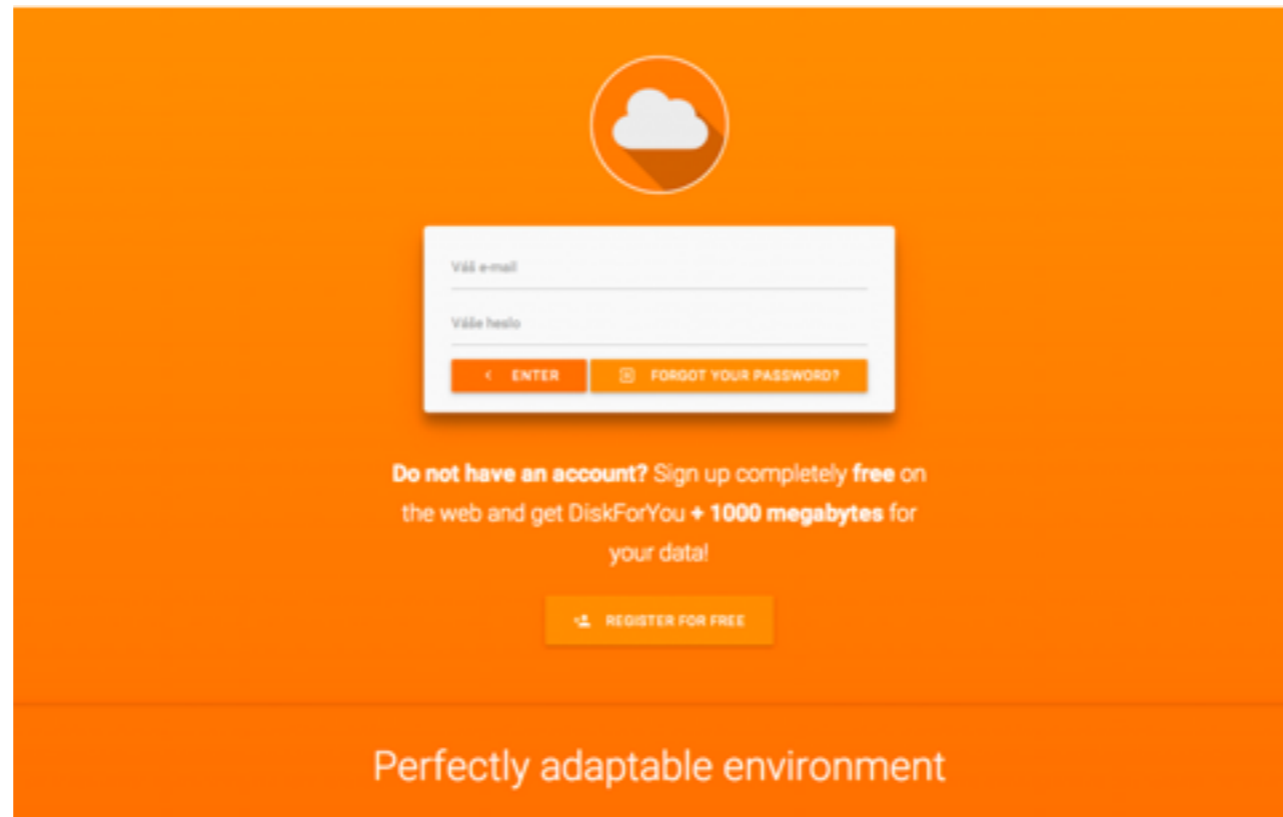 Váš e-mail
Váše heslo
ENTER
FORGOT YOUR PASSWORD?
Do not have an account? Sign up completely free on
the web and get DiskForYou + 1000 megabytes for
your data!
REGISTER FOR FREE
Perfectly adaptable environment